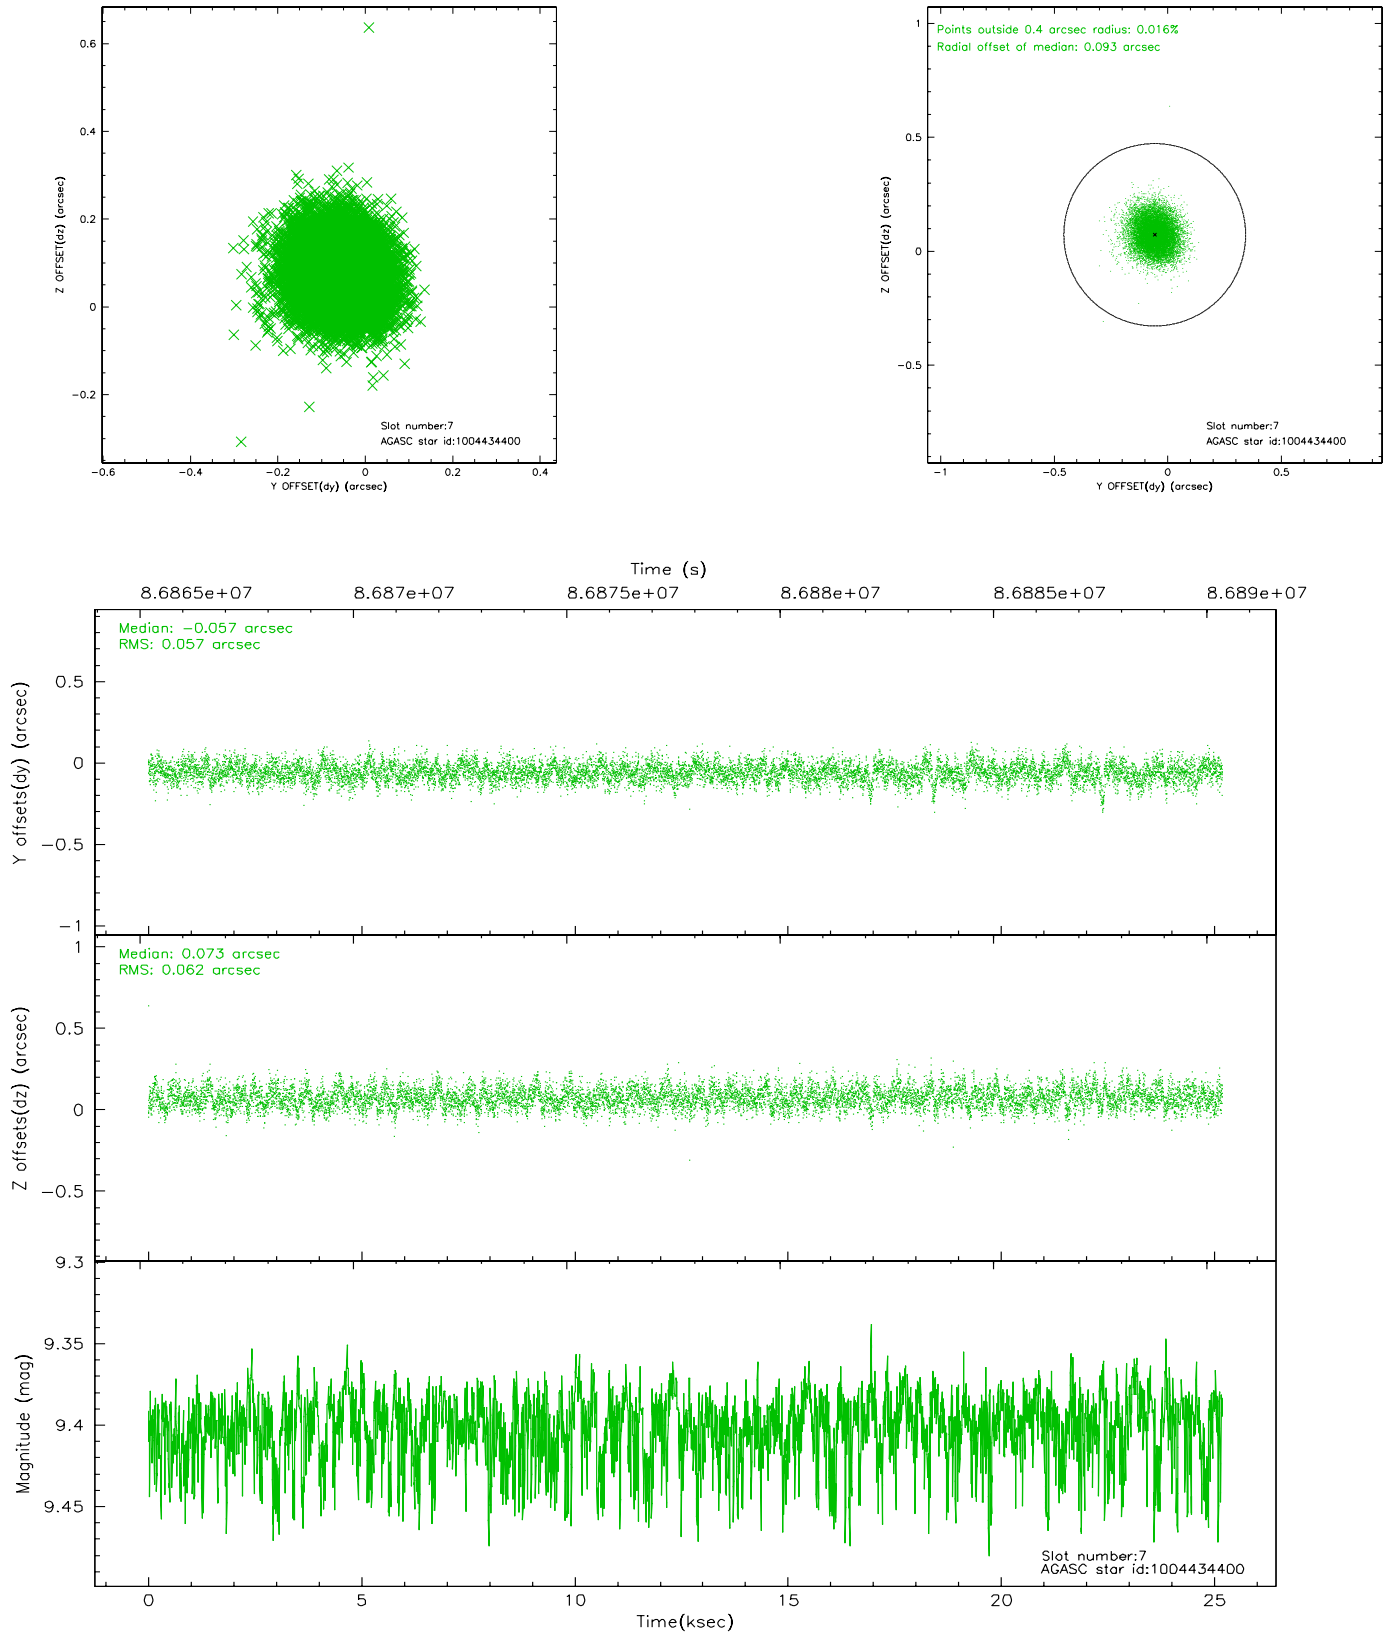 0.6
0.4
0.2
0
−0.2
Z OFFSET(dz) (arcsec)
Slot number:7
AGASC star id:1004434400
−0.6 −0.4 −0.2 0 0.2 0.4
Y OFFSET(dy) (arcsec)
Points outside 0.4 arcsec radius: 0.016%
Radial offset of median: 0.093 arcsec
1
0.5
0
−0.5
Z OFFSET(dz) (arcsec)
Slot number:7
AGASC star id:1004434400
−1 −0.5 0 0.5
Y OFFSET(dy) (arcsec)
Time (s)
8.6865e+07 8.687e+07 8.6875e+07 8.688e+07 8.6885e+07 8.689e+07
Median: −0.057 arcsec
RMS: 0.057 arcsec
0.5
0
−0.5
−1
Y offsets(dy) (arcsec)
Median: 0.073 arcsec
RMS: 0.062 arcsec
1
0.5
0
−0.5
Z offsets(dz) (arcsec)
9.3
9.35
9.4
9.45
Magnitude (mag)
Slot number:7
AGASC star id:1004434400
0 5 10 15 20 25
Time(ksec)